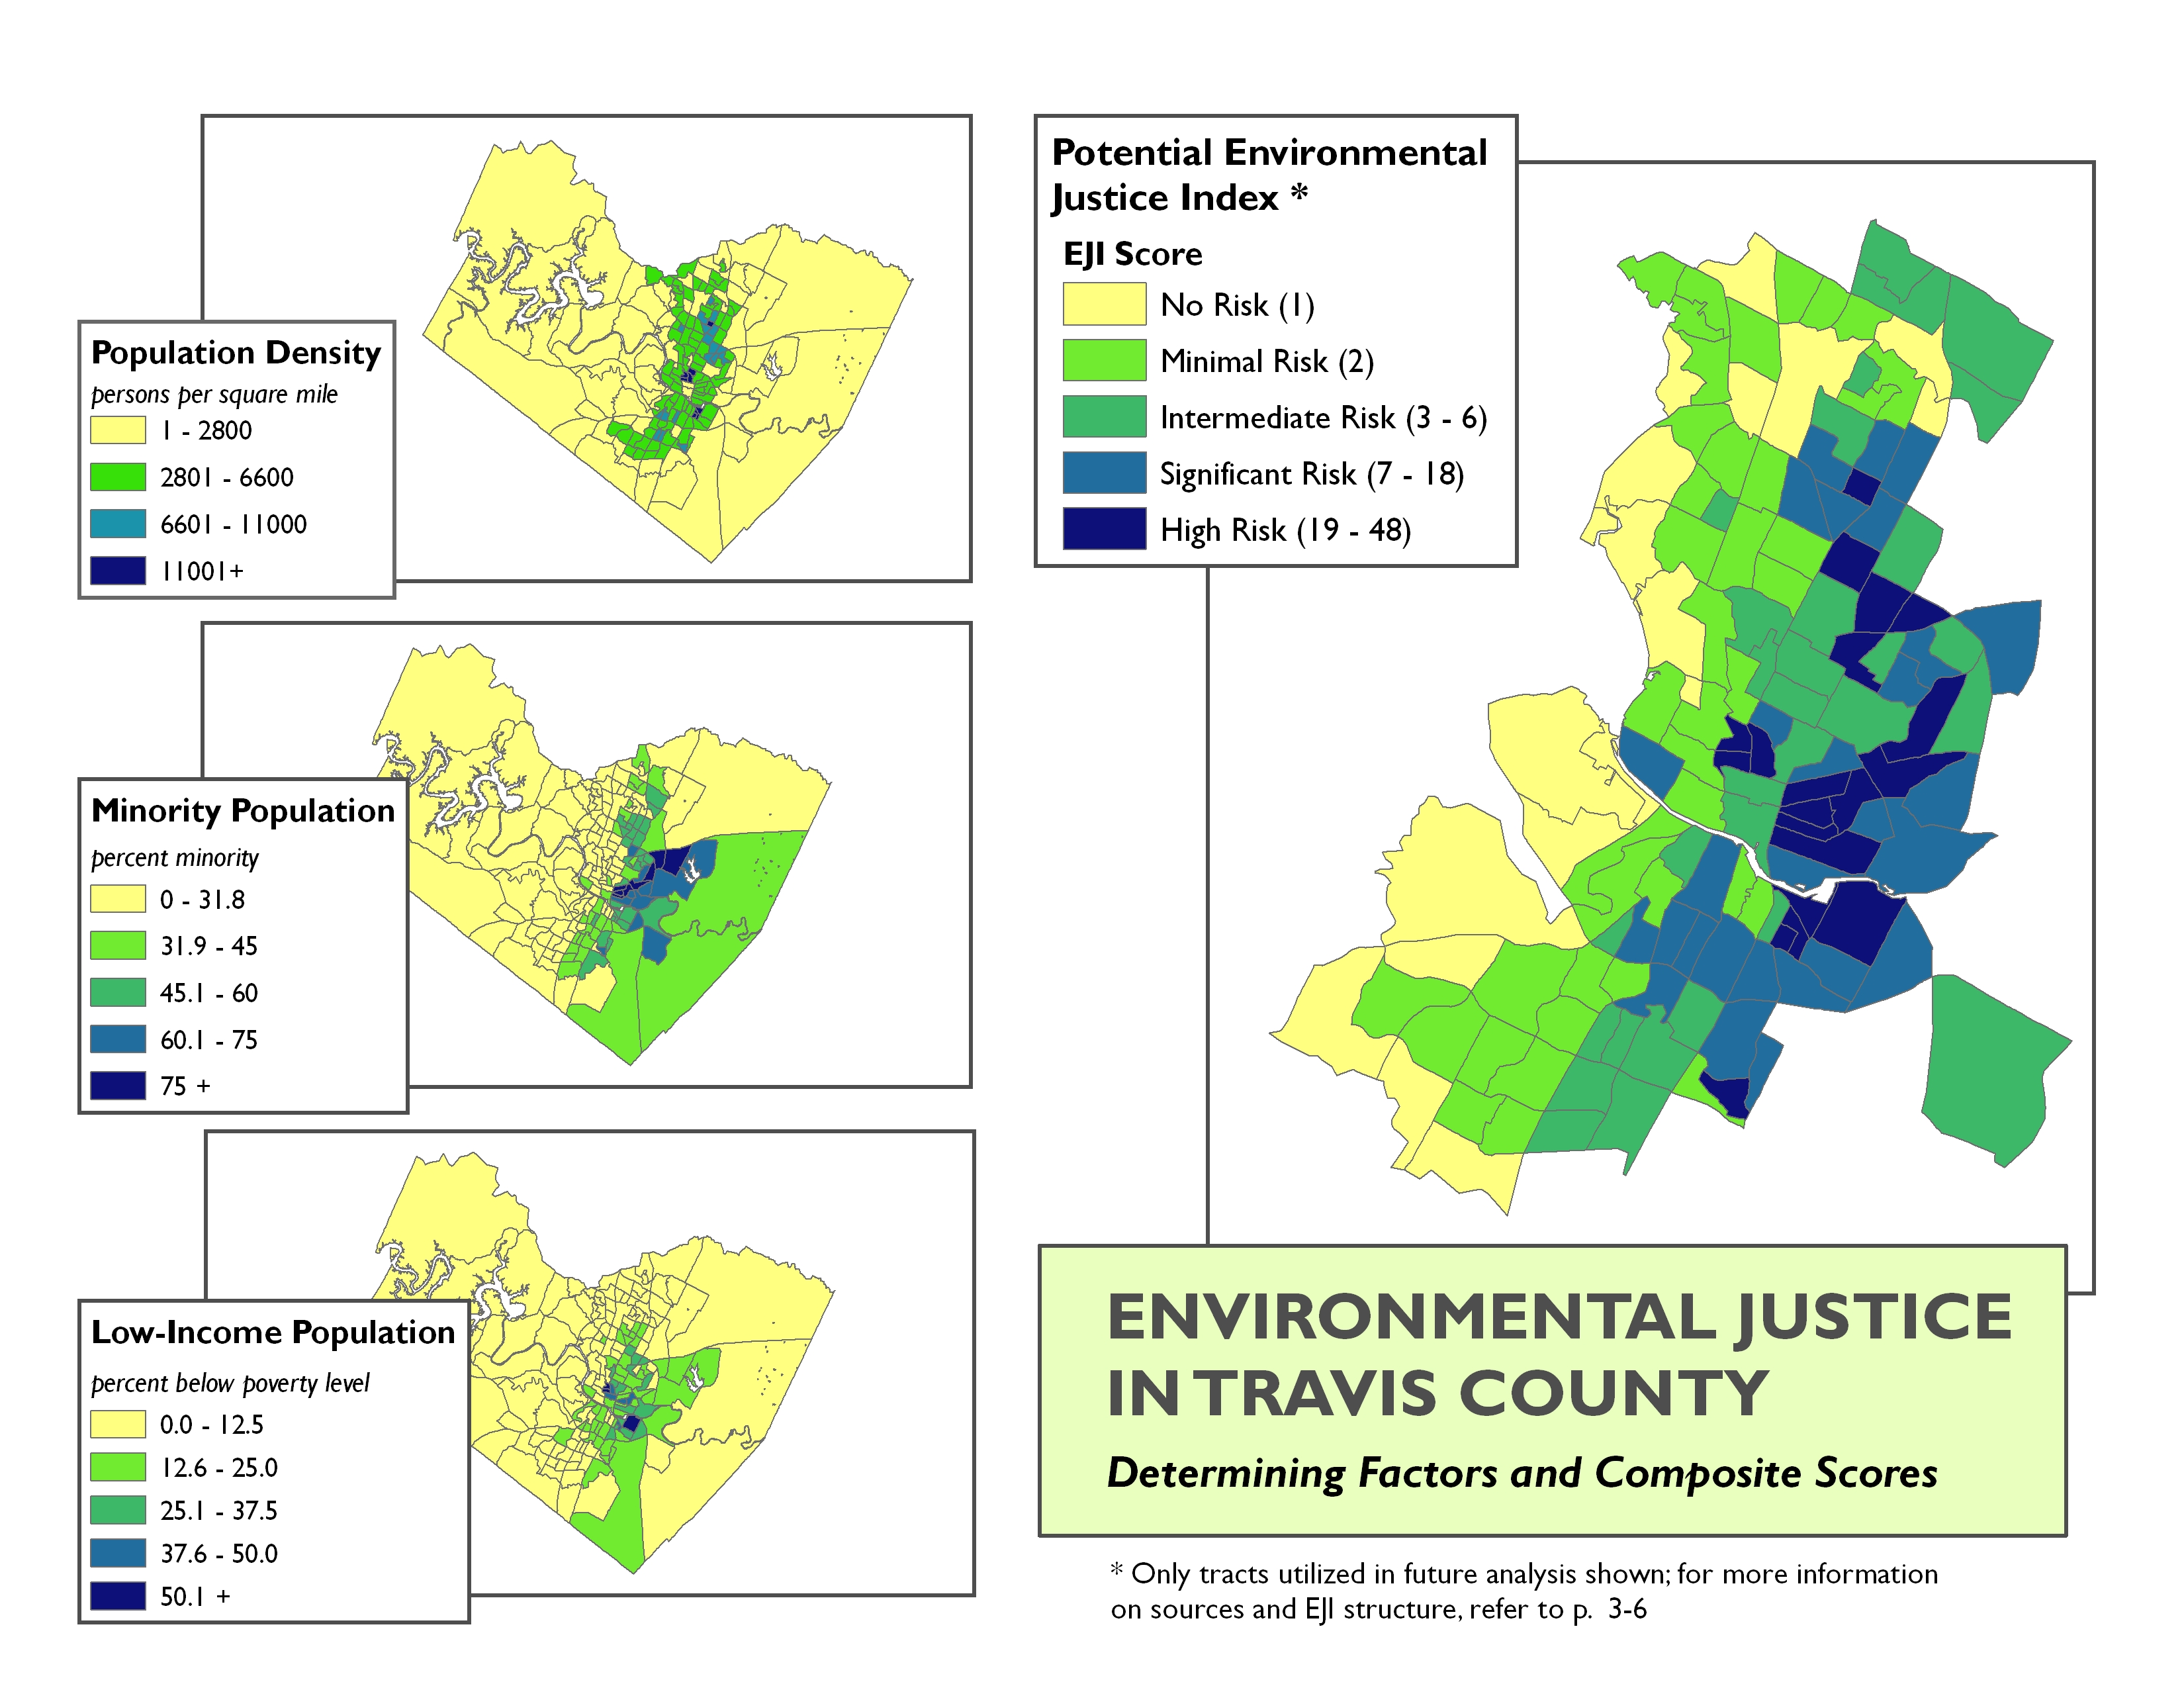 Population Density
persons per square mile
1 - 2800
2801 - 6600
6601 - 11000
11001+
Minority Population
percent minority
0 - 31.8
31.9 - 45
45.1 - 60
60.1 - 75
75 +
Low-Income Population
percent below poverty level
0.0 - 12.5
12.6 - 25.0
25.1 - 37.5
37.6 - 50.0
50.1 +
Potential Environmental
Justice Index *
EJI Score
No Risk (1)
Minimal Risk (2)
Intermediate Risk (3 - 6)
Significant Risk (7 - 18)
High Risk (19 - 48)
ENVIRONMENTAL JUSTICE
IN TRAVIS COUNTY
Determining Factors and Composite Scores
* Only tracts utilized in future analysis shown; for more information
on sources and EJI structure, refer to p. 3-6